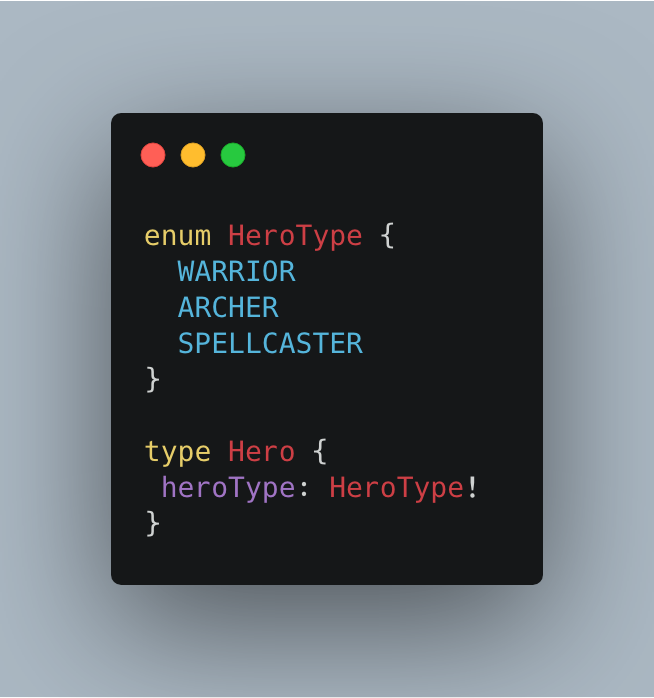 enum HeroType {
  WARRIOR
  ARCHER
  SPELLCASTER
}

type Hero {
 heroType: HeroType!
}